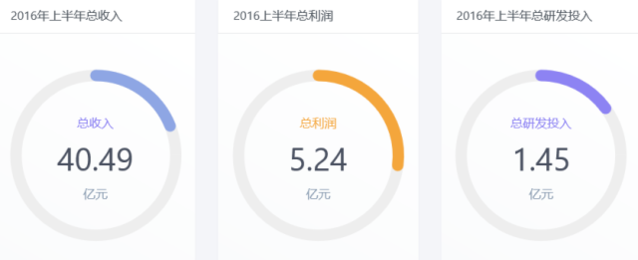 2016年上半年总收入
总收入
40.49
亿元
2016上半年总利润
总利润
5.24
亿元
2016上半年总研发投入
总研发投入
1.45
亿元